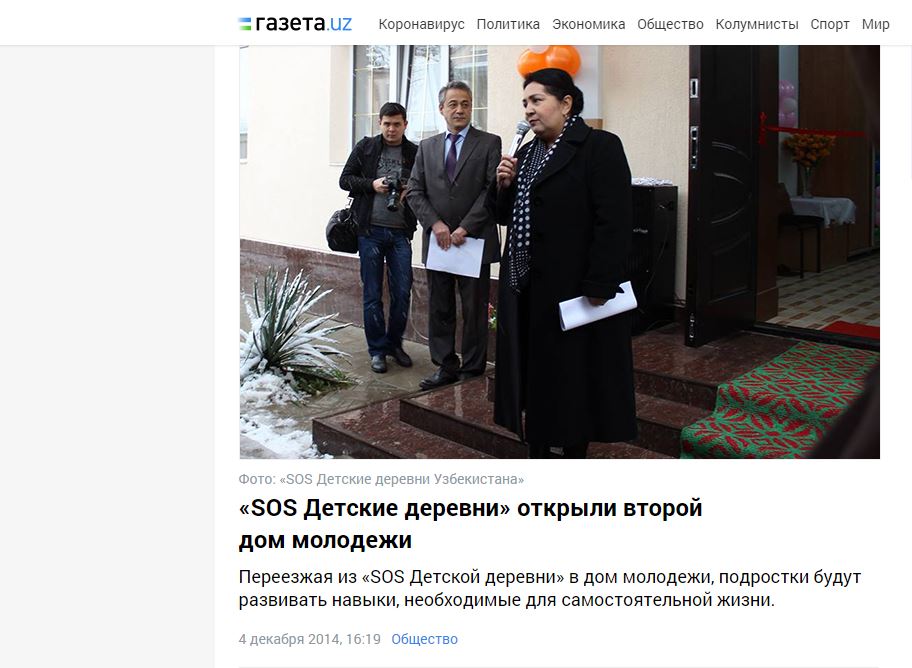 газета.uz
Коронавирус Политика Экономика Общество Колумнисты Спорт Мир
Фото: «SOS Детские деревни Узбекистана»
«SOS Детские деревни» открыли второй
дом молодежи
Переезжая из «SOS Детской деревни» в дом молодежи, подростки будут
развивать навыки, необходимые для самостоятельной жизни.
4 декабря 2014, 16:19 Общество